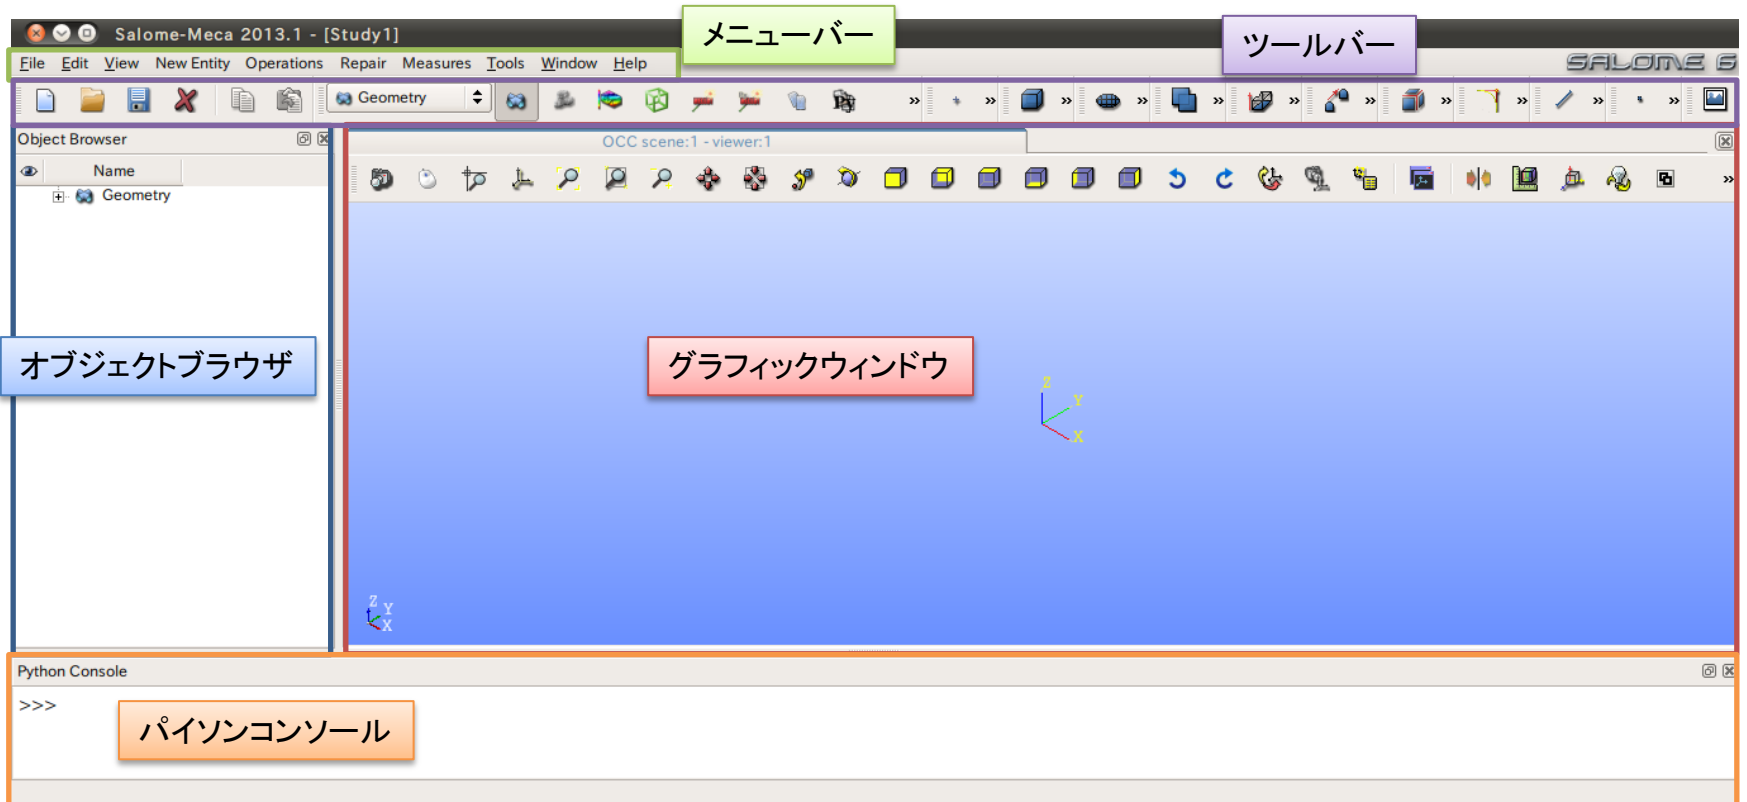 Salome-Meca 2013.1 - [Study1]
メニューバー
ツールバー
File Edit View New Entity Operations Repair Measures Tools Window Help
SALOME 6
Geometry
»
»
»
»
»
»
»
»
»
»
»
Object Browser
OCC scene:1 - viewer:1
Name
Geometry
»
オブジェクトブラウザ
グラフィックウィンドウ
Z
Y
X
Z
Y
X
Python Console
>>>
パイソンコンソール